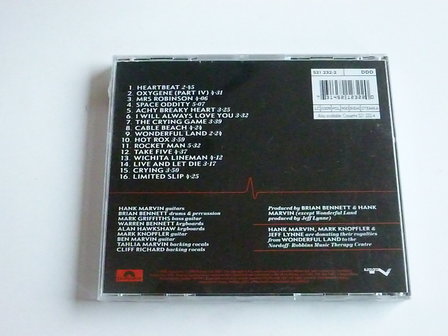 521 232-2 DDD
1. HEARTBEAT 2-45
2. OXYGENE (PART IV) 4-31
3. MRS ROBINSON 4-06
4. SPACE ODDITY 5-07
5. ACHY BREAKY HEART 3-25
6. I WILL ALWAYS LOVE YOU 3-32
7. THE CRYING GAME 2-39
8. CABLE BEACH 4-24
9. WONDERFUL LAND 2-24
10. HOT ROX 3-59
11. ROCKET MAN 5-32
12. TAKE FIVE 4-37
13. WICHITA LINEMAN 4-12
14. LIVE AND LET DIE 3-17
15. CRYING 3-50
16. LIMITED SLIP 4-25
HANK MARVIN guitars
BRIAN BENNETT drums & percussion
MARK GRIFFITHS bass guitar
WARREN BENNETT keyboards
ALAN HAWKSHAW keyboards
MARK KNOPFLER guitar
BEN MARVIN guitar
TAHLIA MARVIN backing vocals
CLIFF RICHARD backing vocals
Produced by BRIAN BENNETT & HANK
MARVIN (except Wonderful Land
produced by Jeff Lynne)
HANK MARVIN, MARK KNOPFLER &
JEFF LYNNE are donating their royalties
from WONDERFUL LAND to the
Nordoff-Robbins Music Therapy Centre